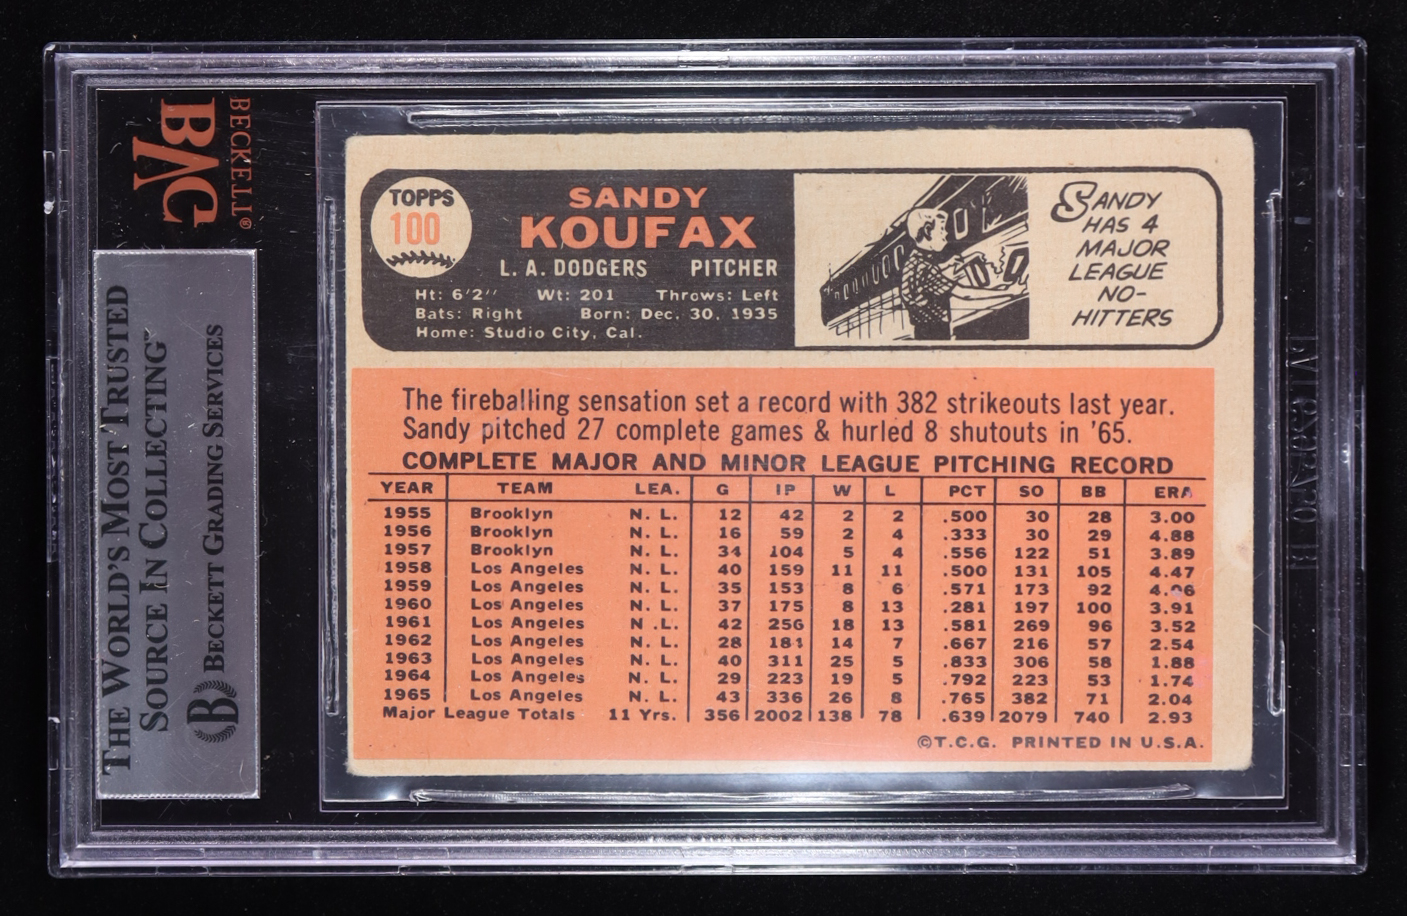 BECKETT®
BVG
THE WORLD'S MOST TRUSTED
SOURCE IN COLLECTING™
B BECKETT GRADING SERVICES
TOPPS
100
SANDY
KOUFAX
L. A. DODGERS PITCHER
Ht: 6'2" Wt: 201 Throws: Left
Bats: Right Born: Dec. 30, 1935
Home: Studio City, Cal.
SANDY
HAS 4
MAJOR
LEAGUE
NO-
HITTERS
The fireballing sensation set a record with 382 strikeouts last year.
Sandy pitched 27 complete games & hurled 8 shutouts in '65.
COMPLETE MAJOR AND MINOR LEAGUE PITCHING RECORD
YEAR TEAM LEA. G IP W L PCT SO BB ERA
1955 Brooklyn N. L. 12 42 2 2 .500 30 28 3.00
1956 Brooklyn N. L. 16 59 2 4 .333 30 29 4.88
1957 Brooklyn N. L. 34 104 5 4 .556 122 51 3.89
1958 Los Angeles N. L. 40 159 11 11 .500 131 105 4.47
1959 Los Angeles N. L. 35 153 8 6 .571 173 92
1960 Los Angeles N. L. 37 175 8 13 .281 197 100 3.91
1961 Los Angeles N .L. 42 256 18 13 .581 269 96 3.52
1962 Los Angeles N. L. 28 184 14 7 .667 216 57 2.54
1963 Los Angeles N. L. 40 311 25 5 .833 306 58 1.88
1964 Los Angeles N. L. 29 223 19 5 .792 223 53 1.74
1965 Los Angeles N. L. 43 336 26 8 .765 382 71 2.04
Major League Totals 11 Yrs. 356 2002 138 78 .639 2079 740 2.93
©T.C.G. PRINTED IN U.S.A.